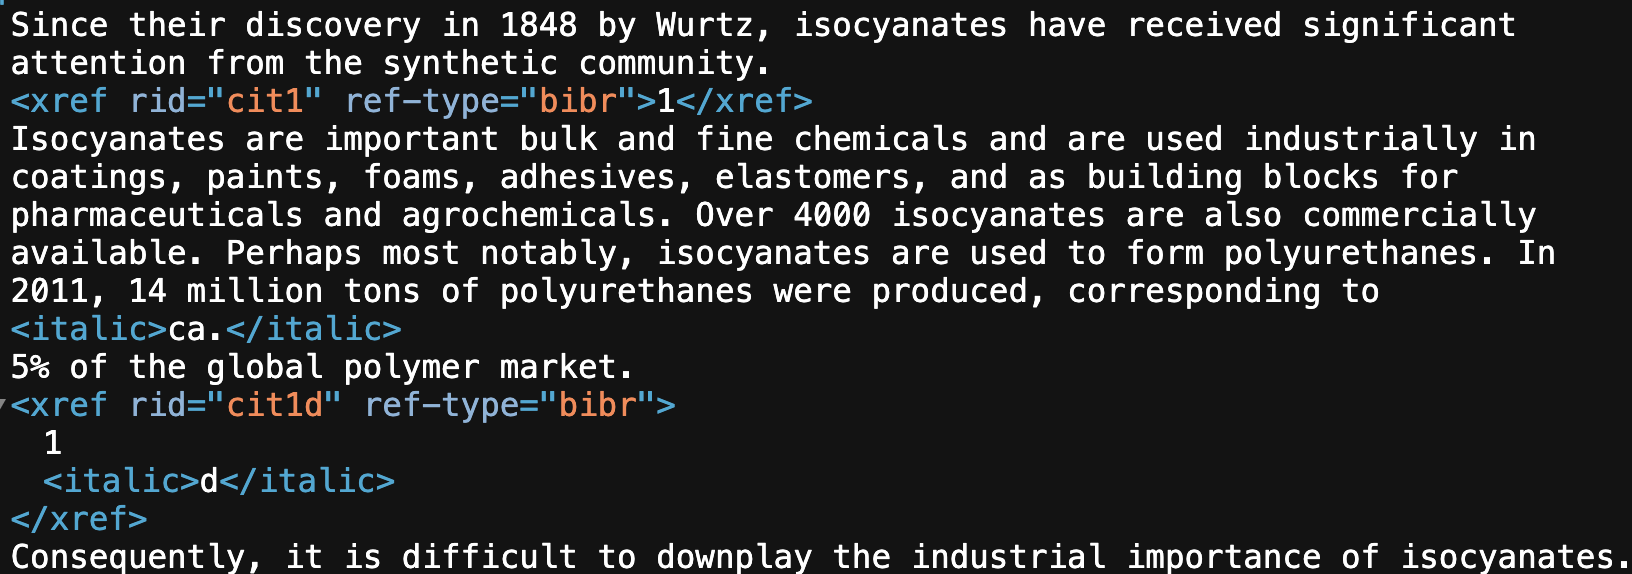 Since their discovery in 1848 by Wurtz, isocyanates have received significant
attention from the synthetic community.
<xref rid="cit1" ref-type="bibr">1</xref>
Isocyanates are important bulk and fine chemicals and are used industrially in
coatings, paints, foams, adhesives, elastomers, and as building blocks for
pharmaceuticals and agrochemicals. Over 4000 isocyanates are also commercially
available. Perhaps most notably, isocyanates are used to form polyurethanes. In
2011, 14 million tons of polyurethanes were produced, corresponding to
<italic>ca.</italic>
5% of the global polymer market.
<xref rid="cit1d" ref-type="bibr">
1
<italic>d</italic>
</xref>
Consequently, it is difficult to downplay the industrial importance of isocyanates.